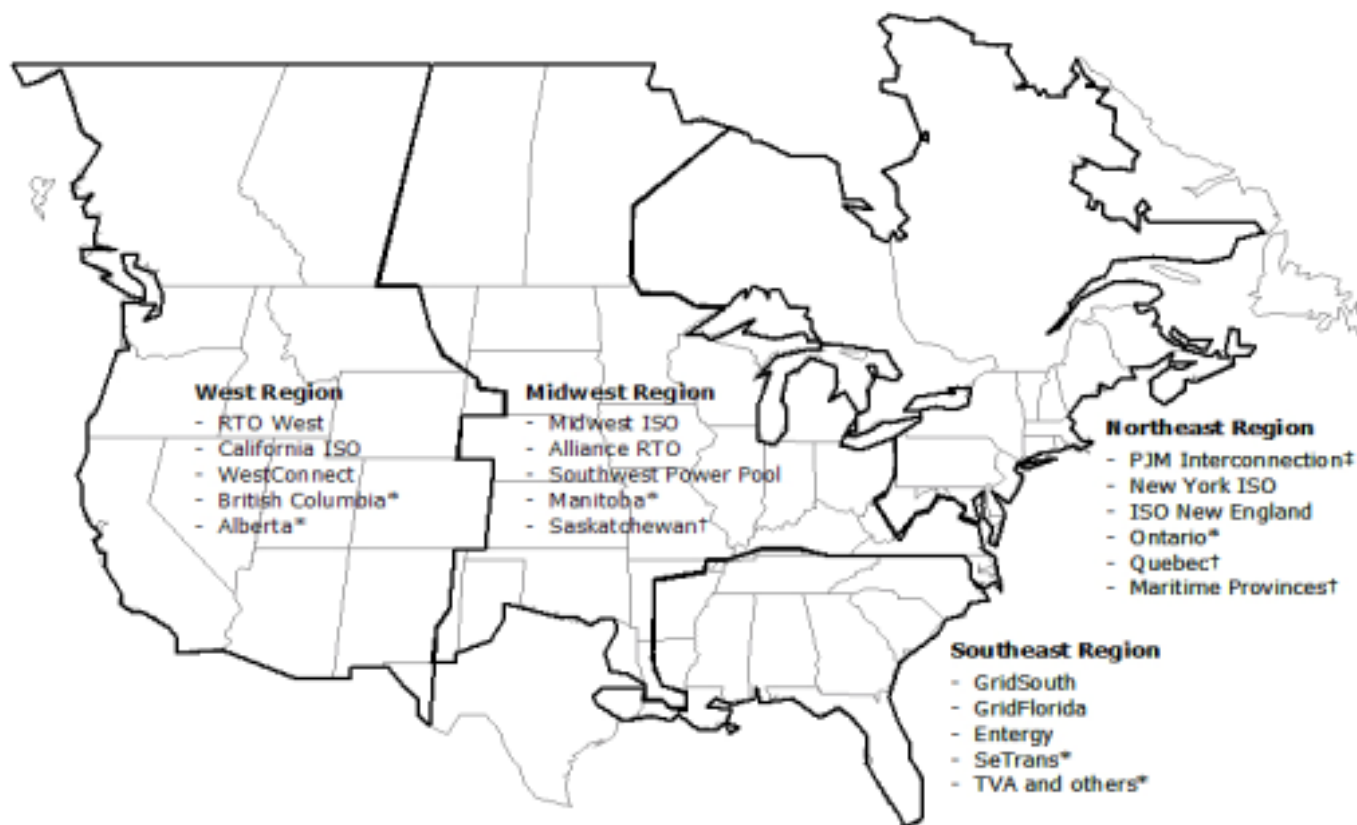 West Region
- RTO West
- California ISO
- WestConnect
- British Columbia*
- Alberta*
Midwest Region
- Midwest ISO
- Alliance RTO
- Southwest Power Pool
- Manitoba*
- Saskatchewan†
Northeast Region
- PJM Interconnection‡
- New York ISO
- ISO New England
- Ontario*
- Quebec†
- Maritime Provinces†
Southeast Region
- GridSouth
- GridFlorida
- Entergy
- SeTrans*
- TVA and others*